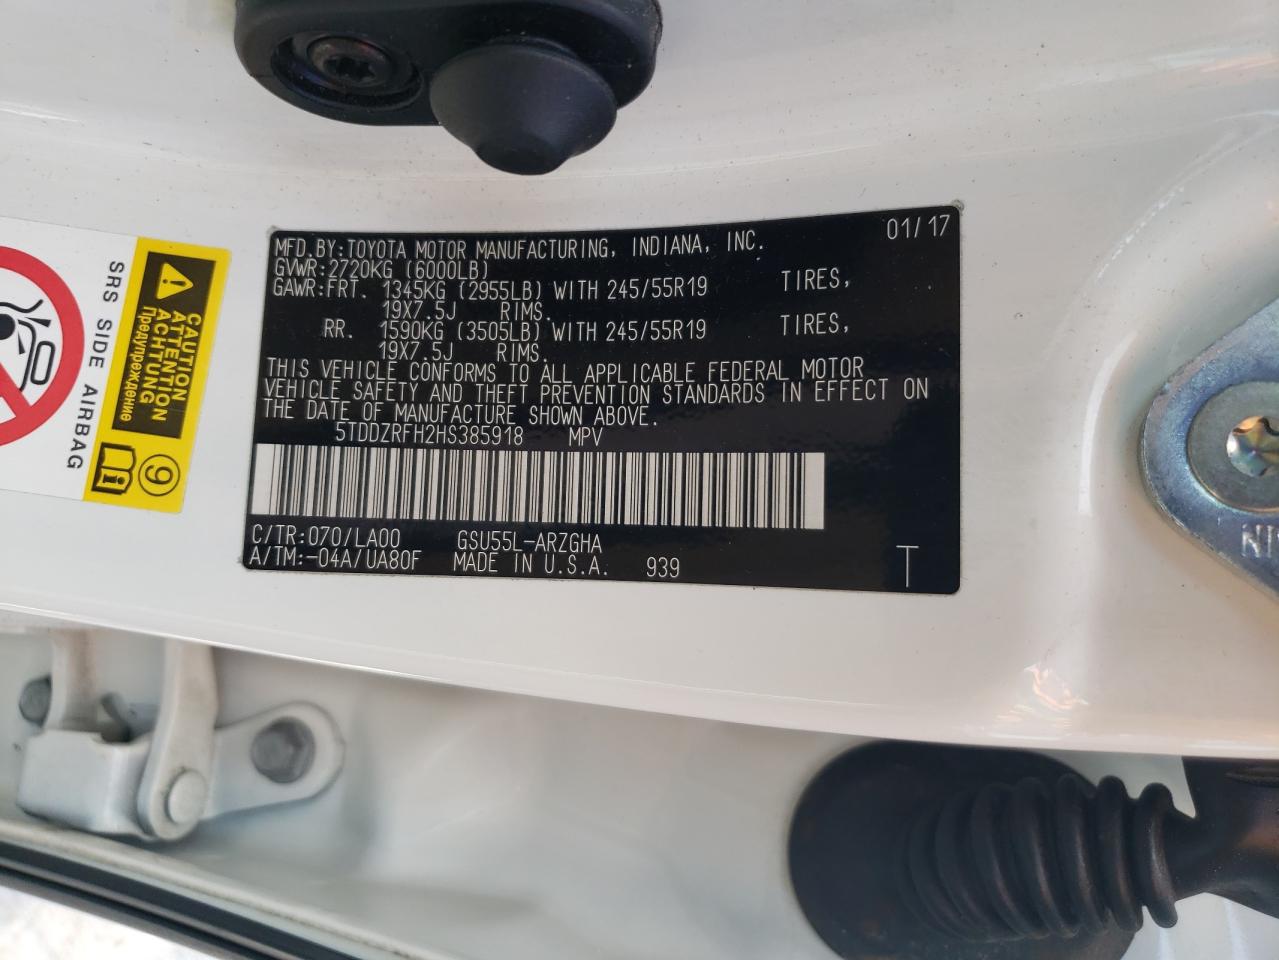 MFD.BY:TOYOTA MOTOR MANUFACTURING, INDIANA, INC. 01/17
GVWR:2720KG (6000LB)
GAWR:FRT. 1345KG (2955LB) WITH 245/55R19 TIRES,
19X7.5J RIMS.
RR. 1590KG (3505LB) WITH 245/55R19 TIRES,
19X7.5J RIMS.
THIS VEHICLE CONFORMS TO ALL APPLICABLE FEDERAL MOTOR
VEHICLE SAFETY AND THEFT PREVENTION STANDARDS IN EFFECT ON
THE DATE OF MANUFACTURE SHOWN ABOVE.
5TDDZRFH2HS385918 MPV
C/TR:070/LA00 GSU55L-ARZGHA
A/TM:-04A/UA80F MADE IN U.S.A. 939
T
CAUTION
ATTENTION
ACHTUNG
Предупреждение
9
SRS SIDE AIRBAG